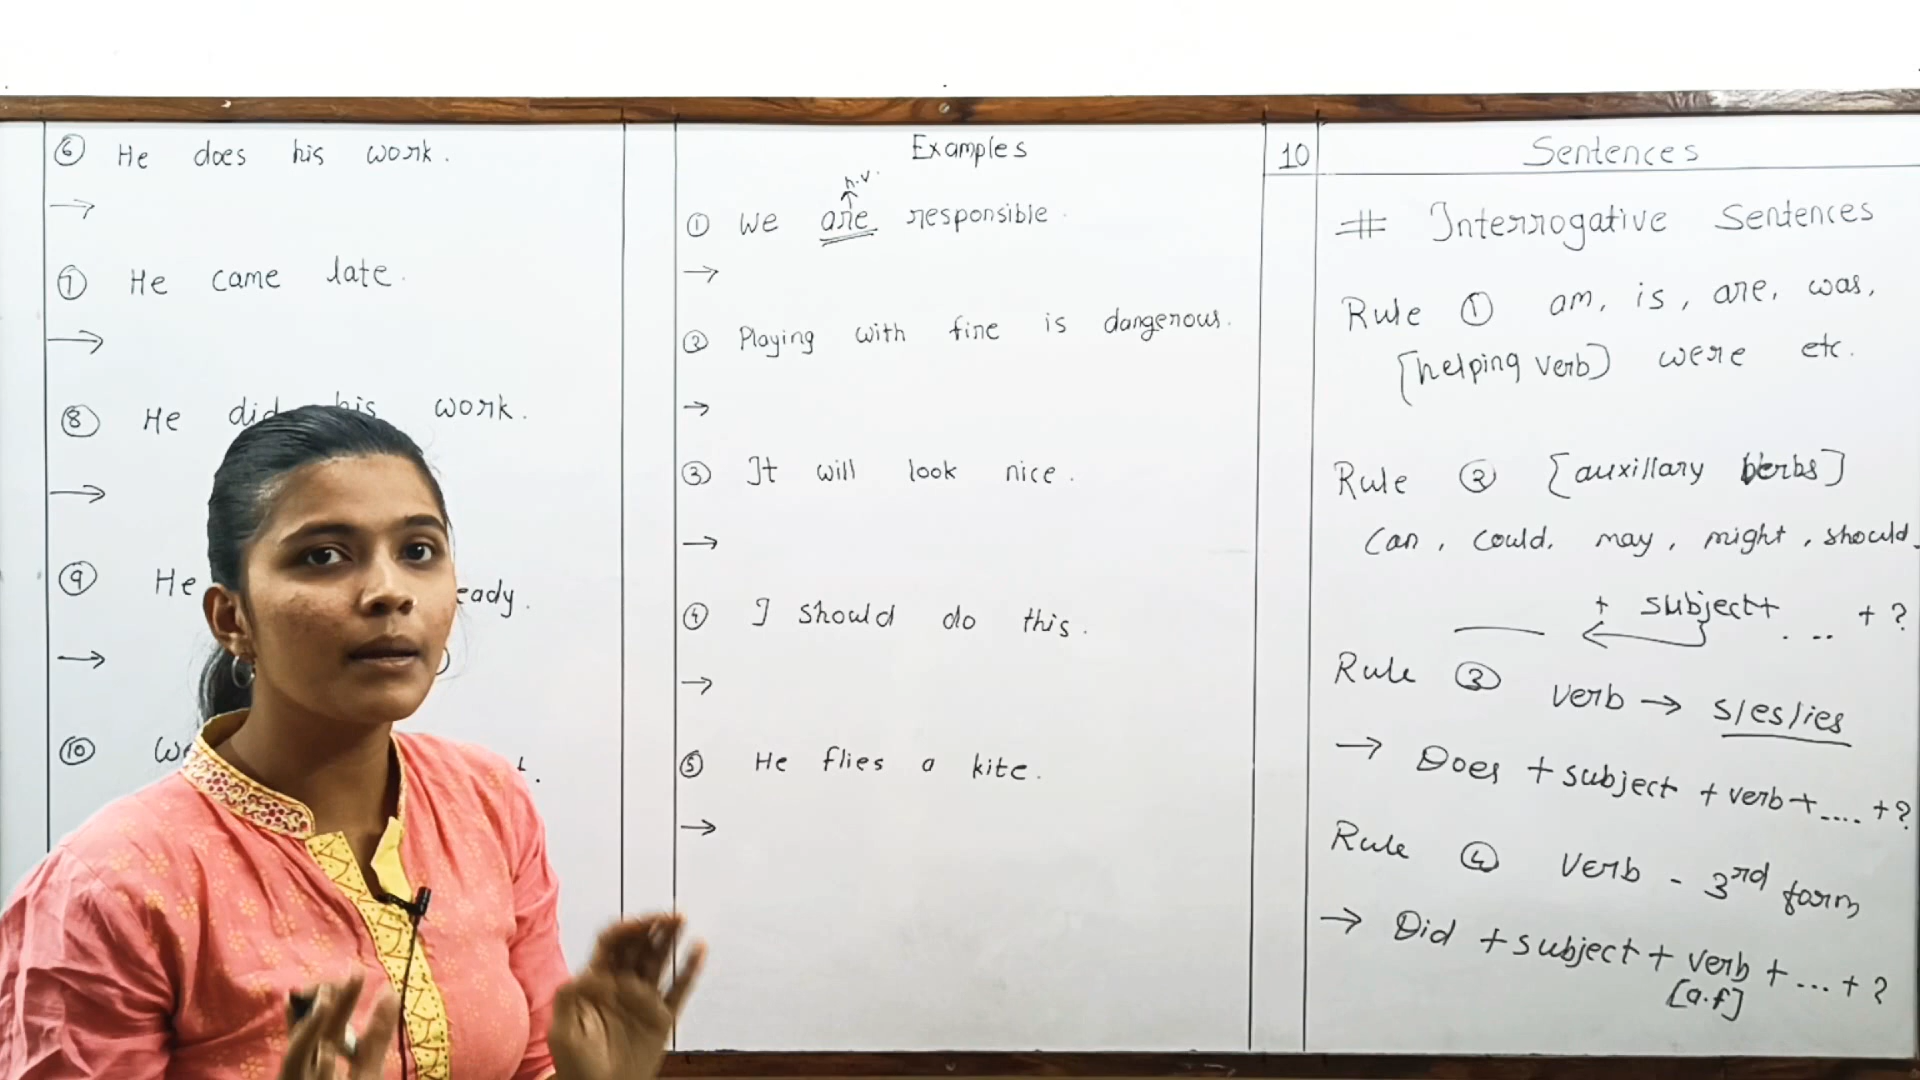 ⑥ He does his work.
→
⑦ He came late.
→
⑧ He did his work.
→
⑨ He
→
⑩
Examples
h.v.
① We are responsible.
→
② Playing with fire is dangerous.
→
③ It will look nice.
→
④ I should do this.
→
⑤ He flies a kite.
→
10 Sentences
# Interrogative Sentences
Rule ① am, is, are, was,
[helping verb] were etc.
Rule ② [auxillary verbs]
can, could, may, might, should
+ subject + ... + ?
Rule ③ verb → s/es/ies
→ Does + subject + verb + .... + ?
Rule ④ verb - 3rd form
→ Did + subject + verb + ... + ?
[a.f]